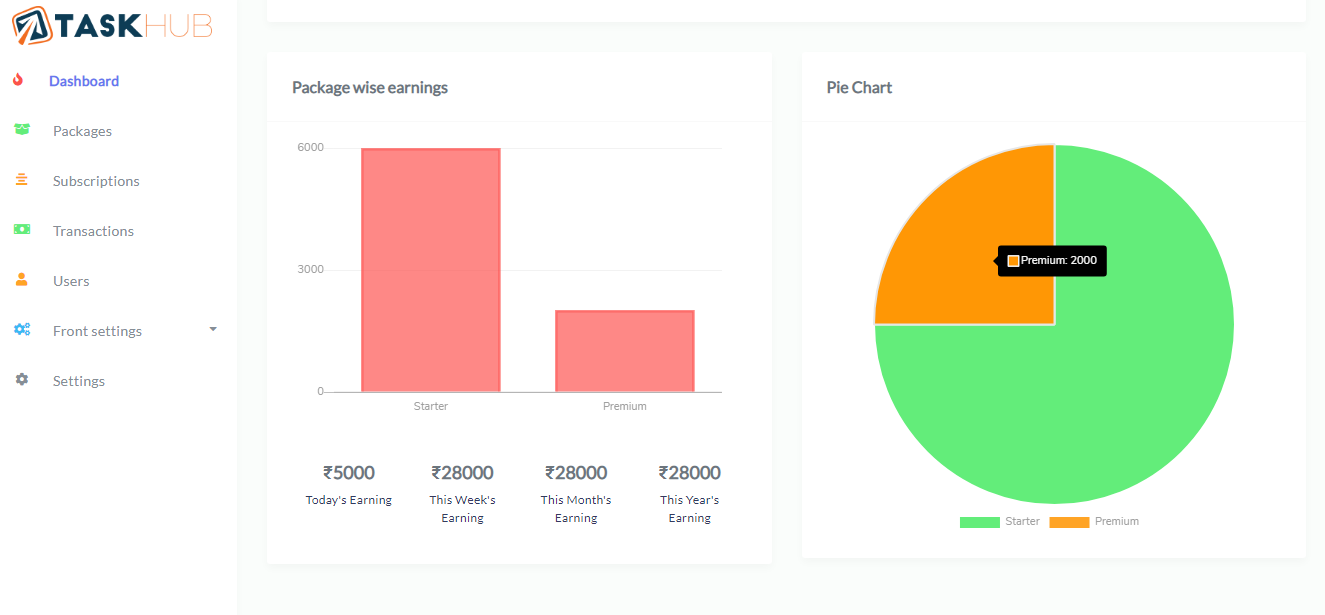 TASKHUB
Dashboard
Packages
Subscriptions
Transactions
Users
Front settings
Settings
Package wise earnings
6000
3000
0
Starter Premium
₹5000 ₹28000 ₹28000 ₹28000
Today's Earning This Week's This Month's This Year's
Earning Earning Earning
Pie Chart
Premium: 2000
Starter Premium